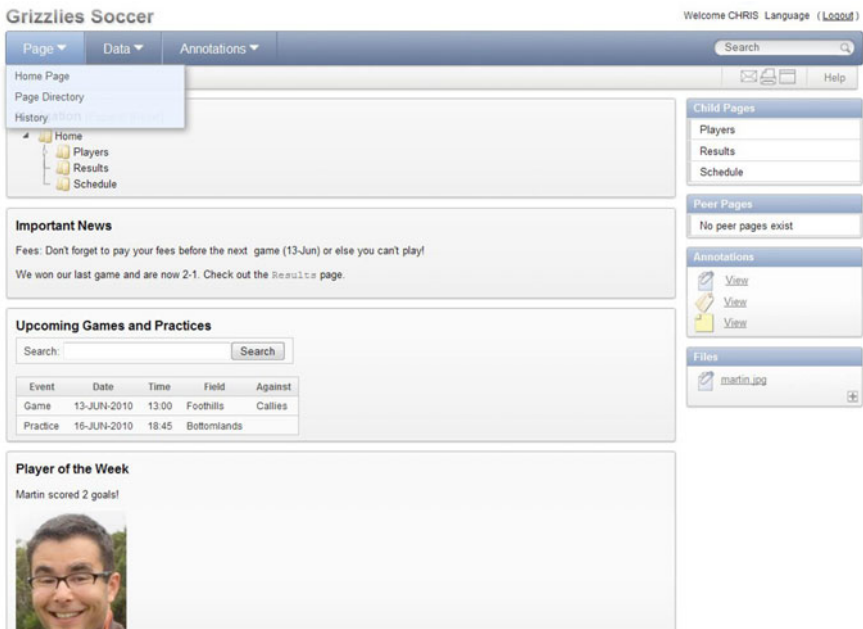 Grizzlies Soccer
Welcome CHRIS Language (Logout)
Page Data Annotations Search
Home Page
Page Directory
History
Help
Home
Players
Results
Schedule
Important News
Fees: Don't forget to pay your fees before the next game (13-Jun) or else you can't play!
We won our last game and are now 2-1. Check out the Results page.
Upcoming Games and Practices
Search: Search
Event Date Time Field Against
Game 13-JUN-2010 13:00 Foothills Callies
Practice 16-JUN-2010 18:45 Bottomlands
Player of the Week
Martin scored 2 goals!
Child Pages
Players
Results
Schedule
Peer Pages
No peer pages exist
Annotations
View
View
View
Files
martin.jpg